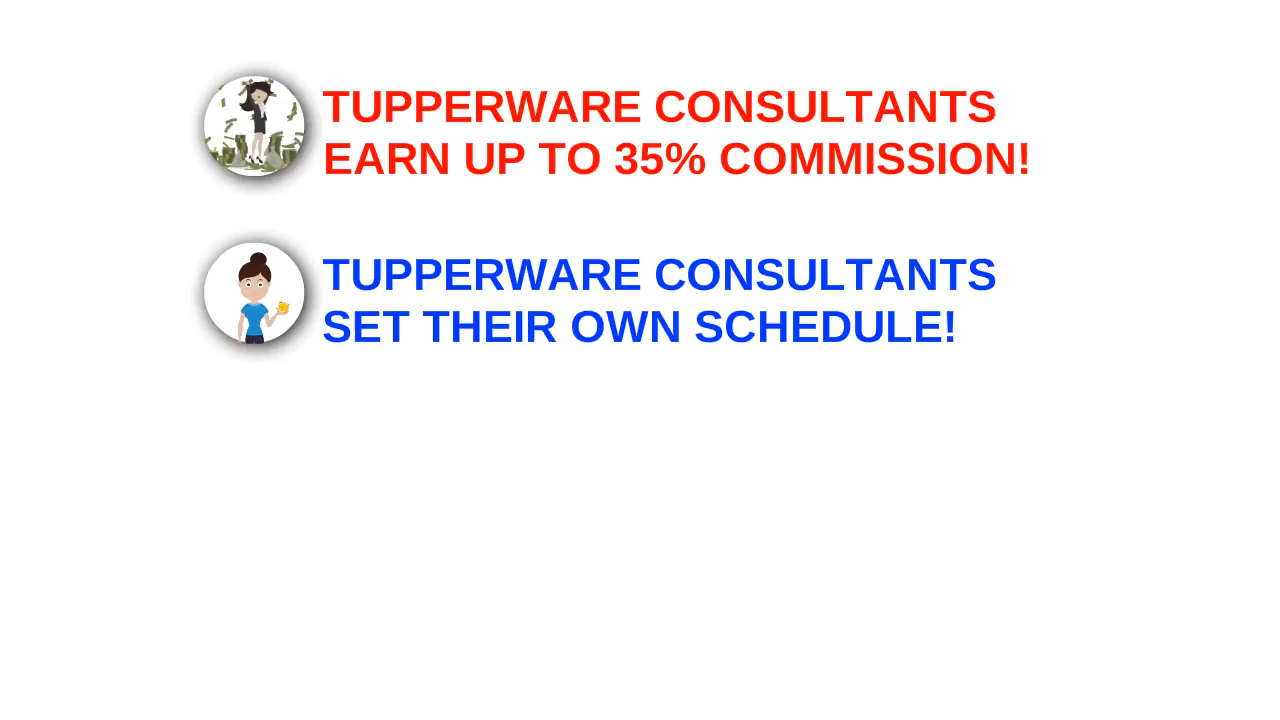 TUPPERWARE CONSULTANTS
EARN UP TO 35% COMMISSION!
TUPPERWARE CONSULTANTS
SET THEIR OWN SCHEDULE!